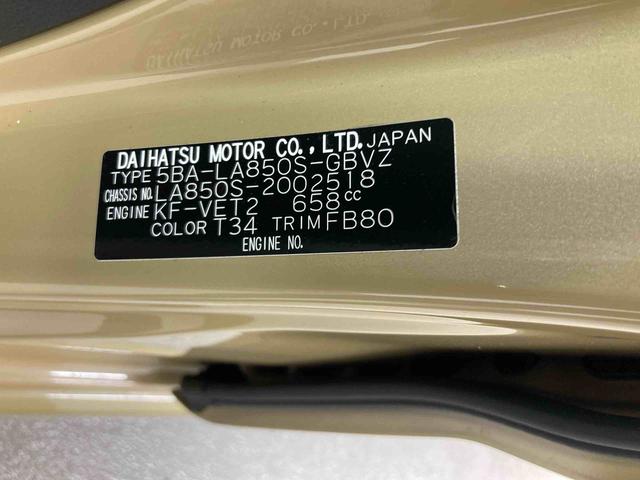 DAIHATSU MOTOR CO., LTD. JAPAN
TYPE 5BA-LA850S-GBVZ
CHASSIS NO. LA850S-2002518
ENGINE KF-VET2 658cc
COLOR T34 TRIM FB80
ENGINE NO.